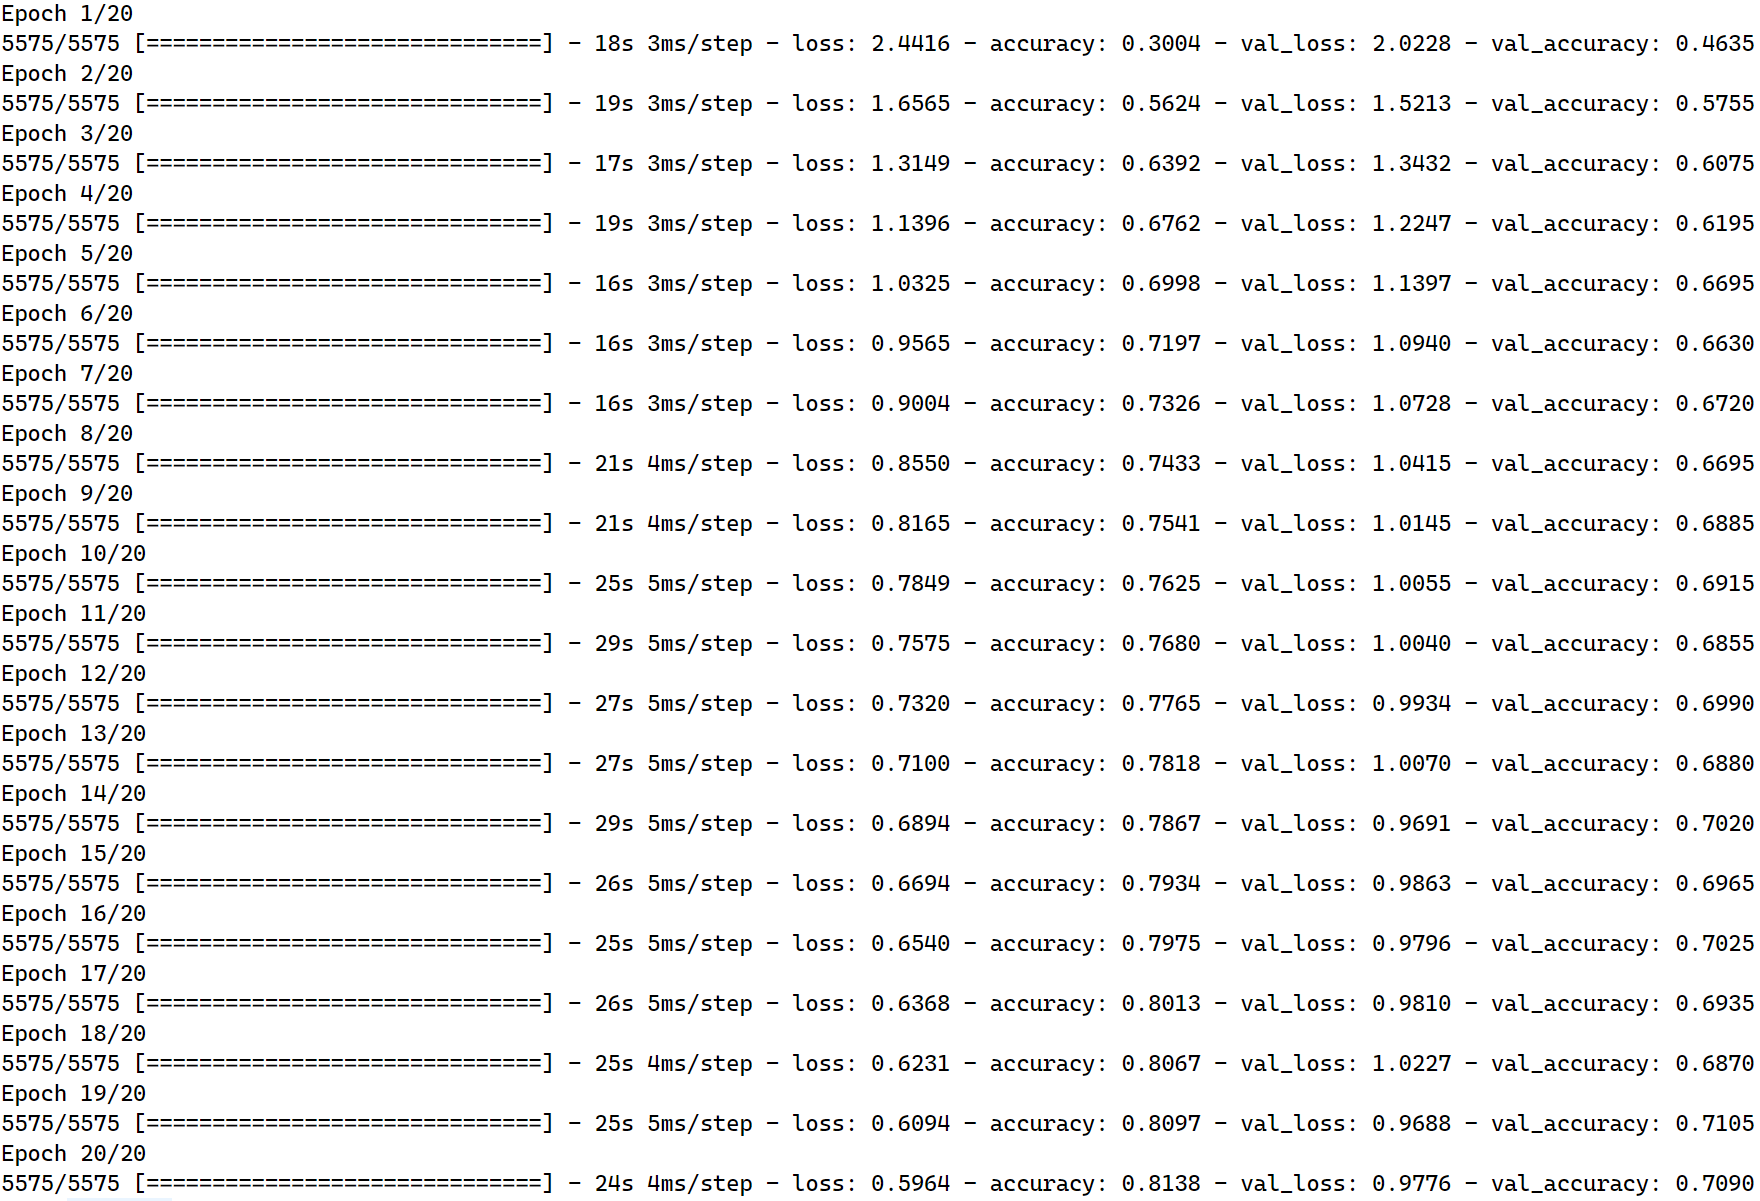 Epoch 1/20
5575/5575 [==============================] - 18s 3ms/step - loss: 2.4416 - accuracy: 0.3004 - val_loss: 2.0228 - val_accuracy: 0.4635
Epoch 2/20
5575/5575 [==============================] - 19s 3ms/step - loss: 1.6565 - accuracy: 0.5624 - val_loss: 1.5213 - val_accuracy: 0.5755
Epoch 3/20
5575/5575 [==============================] - 17s 3ms/step - loss: 1.3149 - accuracy: 0.6392 - val_loss: 1.3432 - val_accuracy: 0.6075
Epoch 4/20
5575/5575 [==============================] - 19s 3ms/step - loss: 1.1396 - accuracy: 0.6762 - val_loss: 1.2247 - val_accuracy: 0.6195
Epoch 5/20
5575/5575 [==============================] - 16s 3ms/step - loss: 1.0325 - accuracy: 0.6998 - val_loss: 1.1397 - val_accuracy: 0.6695
Epoch 6/20
5575/5575 [==============================] - 16s 3ms/step - loss: 0.9565 - accuracy: 0.7197 - val_loss: 1.0940 - val_accuracy: 0.6630
Epoch 7/20
5575/5575 [==============================] - 16s 3ms/step - loss: 0.9004 - accuracy: 0.7326 - val_loss: 1.0728 - val_accuracy: 0.6720
Epoch 8/20
5575/5575 [==============================] - 21s 4ms/step - loss: 0.8550 - accuracy: 0.7433 - val_loss: 1.0415 - val_accuracy: 0.6695
Epoch 9/20
5575/5575 [==============================] - 21s 4ms/step - loss: 0.8165 - accuracy: 0.7541 - val_loss: 1.0145 - val_accuracy: 0.6885
Epoch 10/20
5575/5575 [==============================] - 25s 5ms/step - loss: 0.7849 - accuracy: 0.7625 - val_loss: 1.0055 - val_accuracy: 0.6915
Epoch 11/20
5575/5575 [==============================] - 29s 5ms/step - loss: 0.7575 - accuracy: 0.7680 - val_loss: 1.0040 - val_accuracy: 0.6855
Epoch 12/20
5575/5575 [==============================] - 27s 5ms/step - loss: 0.7320 - accuracy: 0.7765 - val_loss: 0.9934 - val_accuracy: 0.6990
Epoch 13/20
5575/5575 [==============================] - 27s 5ms/step - loss: 0.7100 - accuracy: 0.7818 - val_loss: 1.0070 - val_accuracy: 0.6880
Epoch 14/20
5575/5575 [==============================] - 29s 5ms/step - loss: 0.6894 - accuracy: 0.7867 - val_loss: 0.9691 - val_accuracy: 0.7020
Epoch 15/20
5575/5575 [==============================] - 26s 5ms/step - loss: 0.6694 - accuracy: 0.7934 - val_loss: 0.9863 - val_accuracy: 0.6965
Epoch 16/20
5575/5575 [==============================] - 25s 5ms/step - loss: 0.6540 - accuracy: 0.7975 - val_loss: 0.9796 - val_accuracy: 0.7025
Epoch 17/20
5575/5575 [==============================] - 26s 5ms/step - loss: 0.6368 - accuracy: 0.8013 - val_loss: 0.9810 - val_accuracy: 0.6935
Epoch 18/20
5575/5575 [==============================] - 25s 4ms/step - loss: 0.6231 - accuracy: 0.8067 - val_loss: 1.0227 - val_accuracy: 0.6870
Epoch 19/20
5575/5575 [==============================] - 25s 5ms/step - loss: 0.6094 - accuracy: 0.8097 - val_loss: 0.9688 - val_accuracy: 0.7105
Epoch 20/20
5575/5575 [==============================] - 24s 4ms/step - loss: 0.5964 - accuracy: 0.8138 - val_loss: 0.9776 - val_accuracy: 0.7090